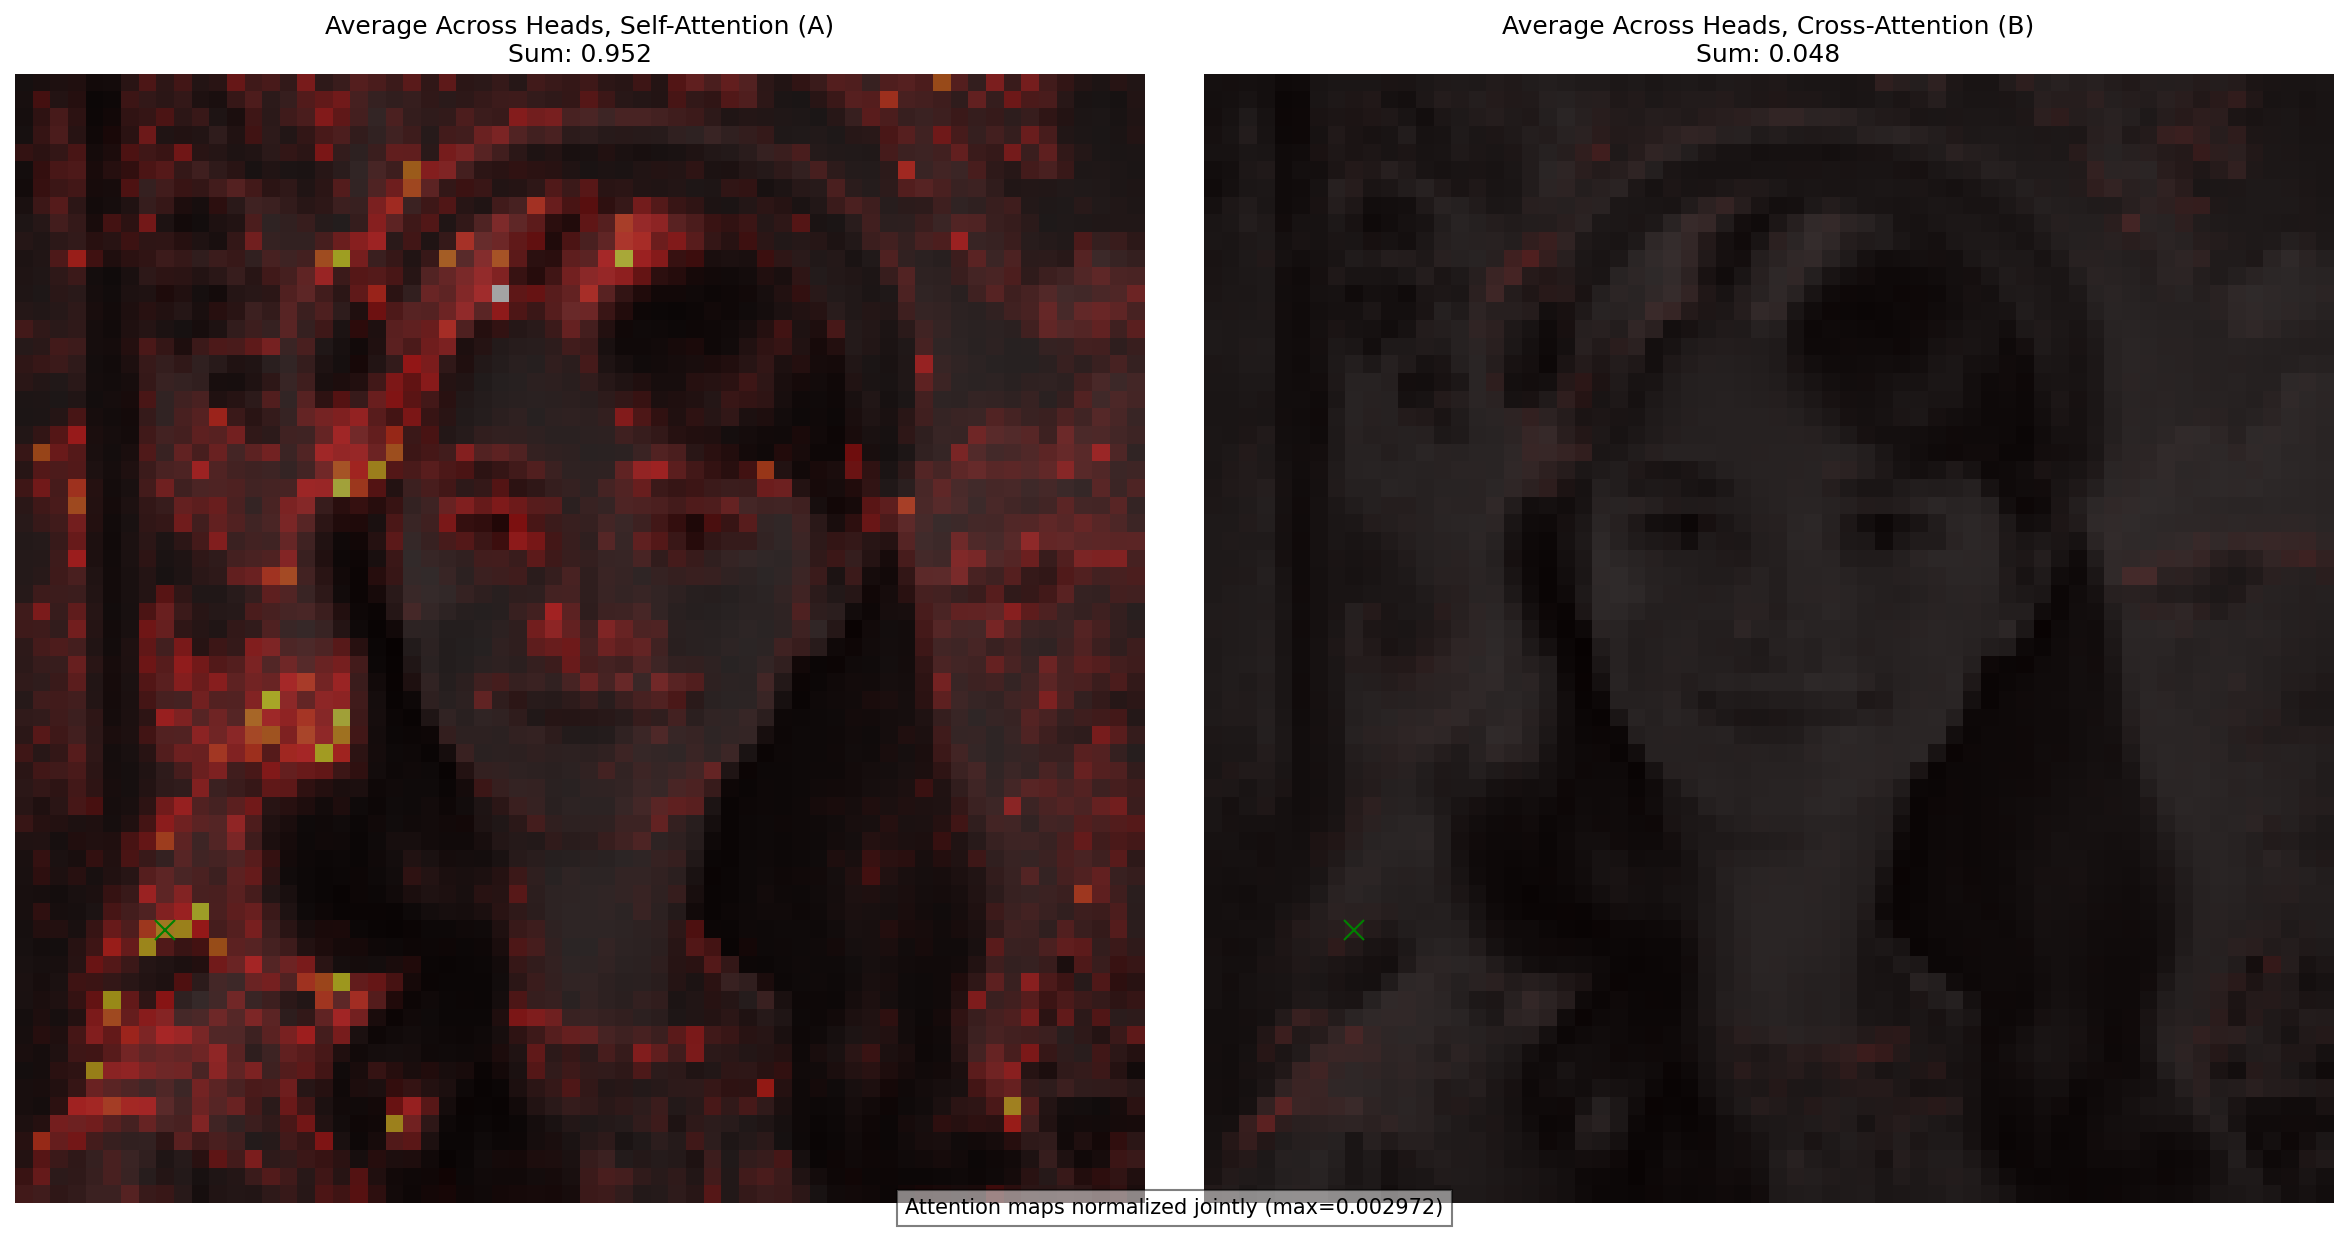 Average Across Heads, Self-Attention (A)
Sum: 0.952
Average Across Heads, Cross-Attention (B)
Sum: 0.048
Attention maps normalized jointly (max=0.002972)